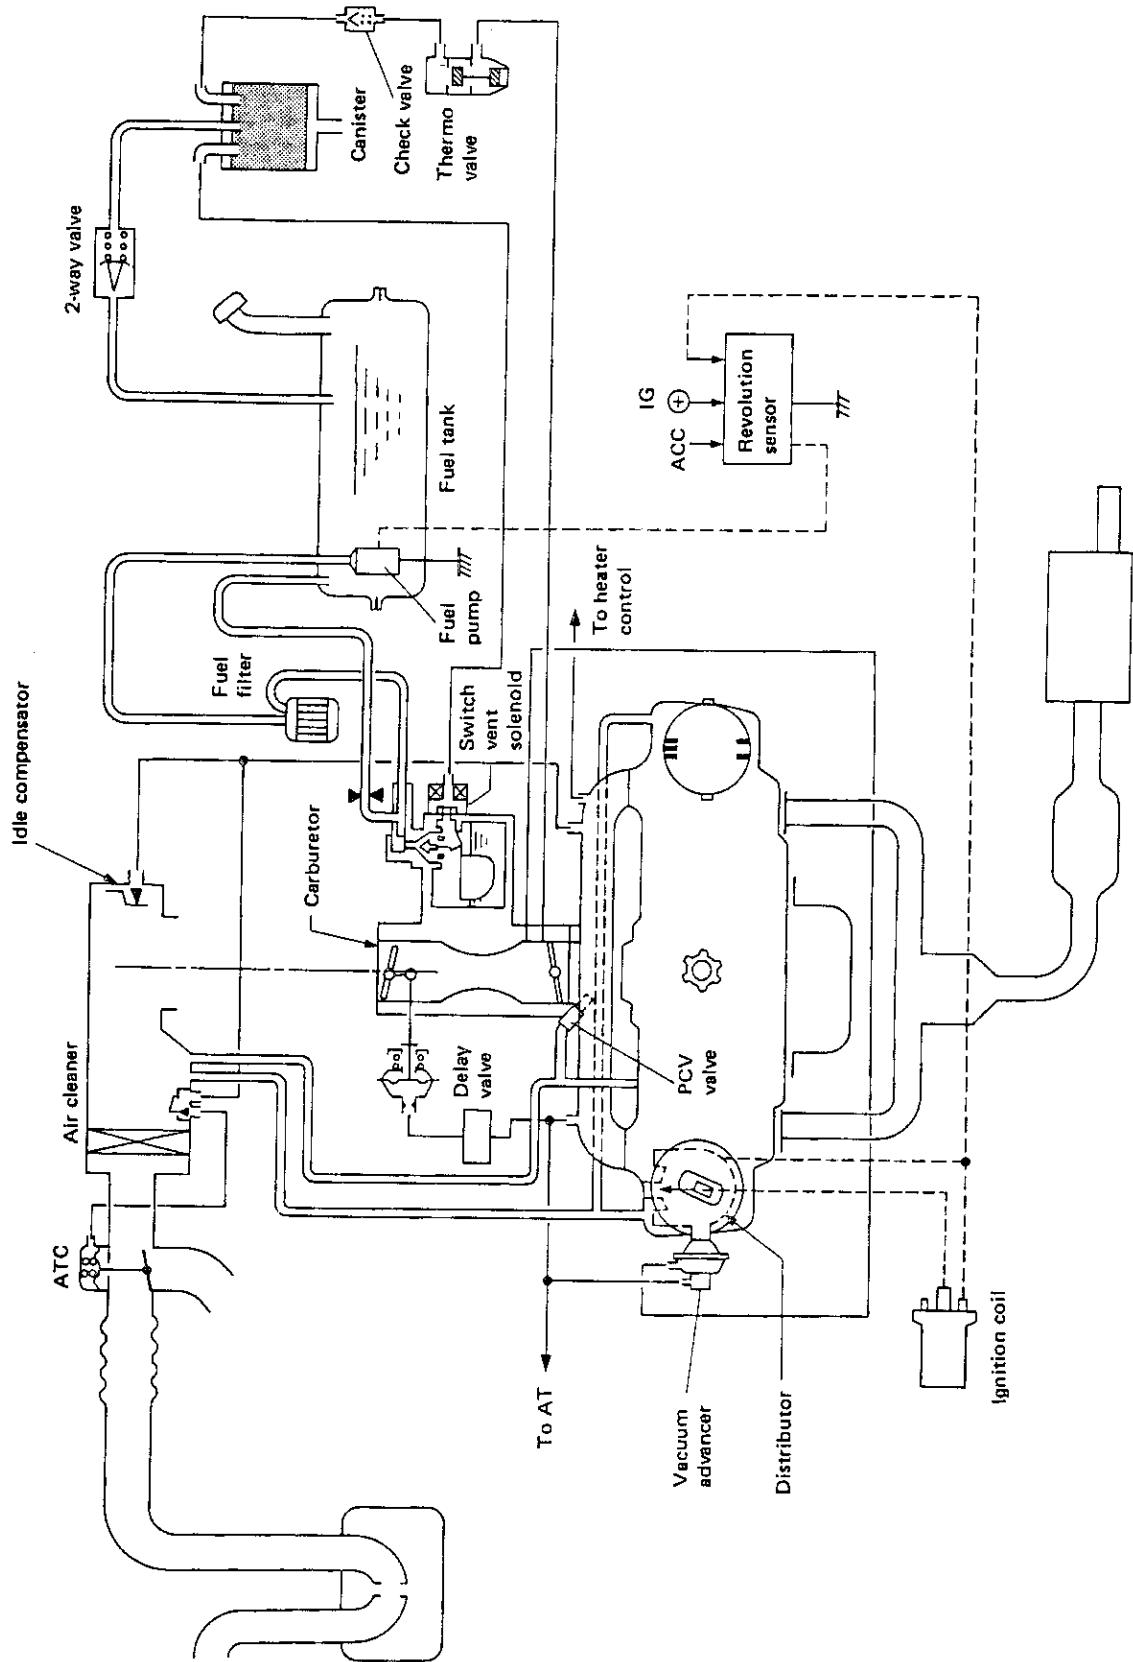 Idle compensator
Air cleaner
ATC
2-way valve
Canister
Check valve
Thermo
valve
Fuel tank
Fuel
pump
Fuel
filter
Switch
vent
solenoid
Carburetor
Delay
valve
PCV
valve
To heater
control
ACC
IG
+
Revolution
sensor
To AT
Vacuum
advancer
Distributor
Ignition coil